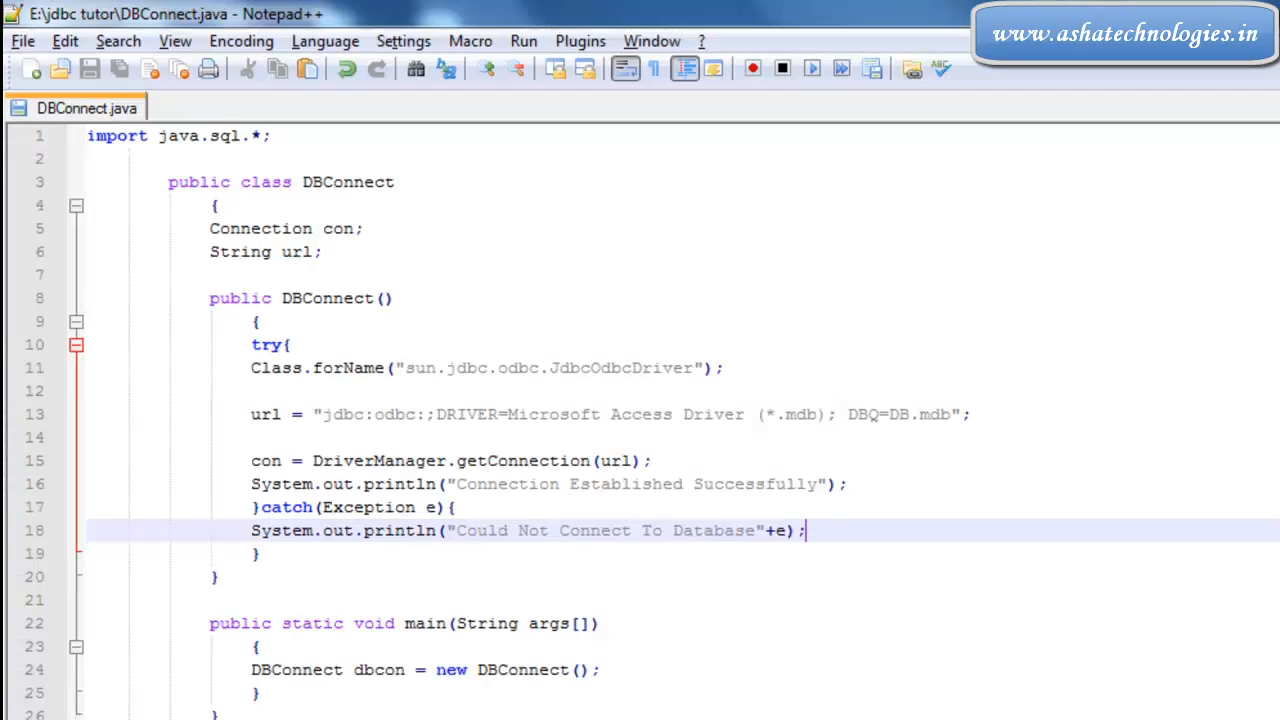 E:\jdbc tutor\DBConnect.java - Notepad++
www.ashatechnologies.in
File Edit Search View Encoding Language Settings Macro Run Plugins Window ?
ABC
DBConnect.java
1 import java.sql.*;
2
3 public class DBConnect
4 {
5 Connection con;
6 String url;
7
8 public DBConnect()
9 {
10 try{
11 Class.forName("sun.jdbc.odbc.JdbcOdbcDriver");
12
13 url = "jdbc:odbc:;DRIVER=Microsoft Access Driver (*.mdb); DBQ=DB.mdb";
14
15 con = DriverManager.getConnection(url);
16 System.out.println("Connection Established Successfully");
17 }catch(Exception e){
18 System.out.println("Could Not Connect To Database"+e);
19 }
20 }
21
22 public static void main(String args[])
23 {
24 DBConnect dbcon = new DBConnect();
25 }
26 }